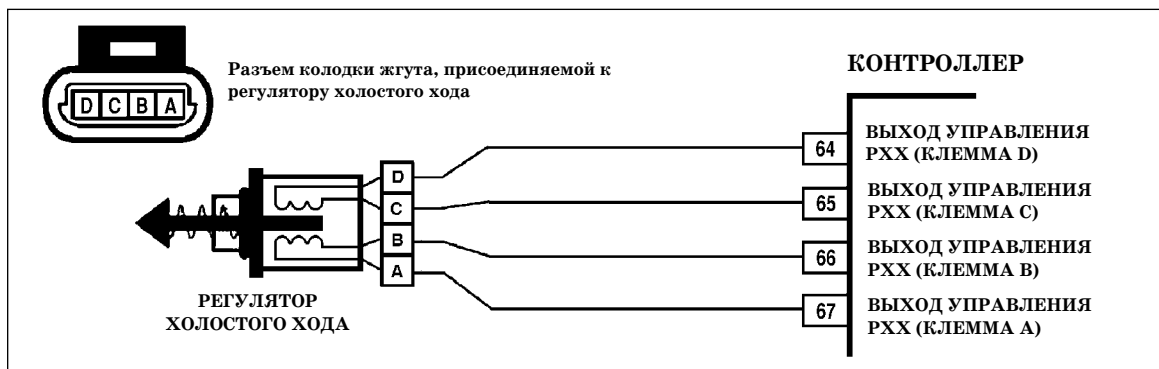 Разъем колодки жгута, присоединяемой к
регулятору холостого хода
D C B A
КОНТРОЛЛЕР
D
C
B
A
64
ВЫХОД УПРАВЛЕНИЯ
РХХ (КЛЕММА D)
65
ВЫХОД УПРАВЛЕНИЯ
РХХ (КЛЕММА C)
66
ВЫХОД УПРАВЛЕНИЯ
РХХ (КЛЕММА B)
67
ВЫХОД УПРАВЛЕНИЯ
РХХ (КЛЕММА A)
РЕГУЛЯТОР
ХОЛОСТОГО ХОДА